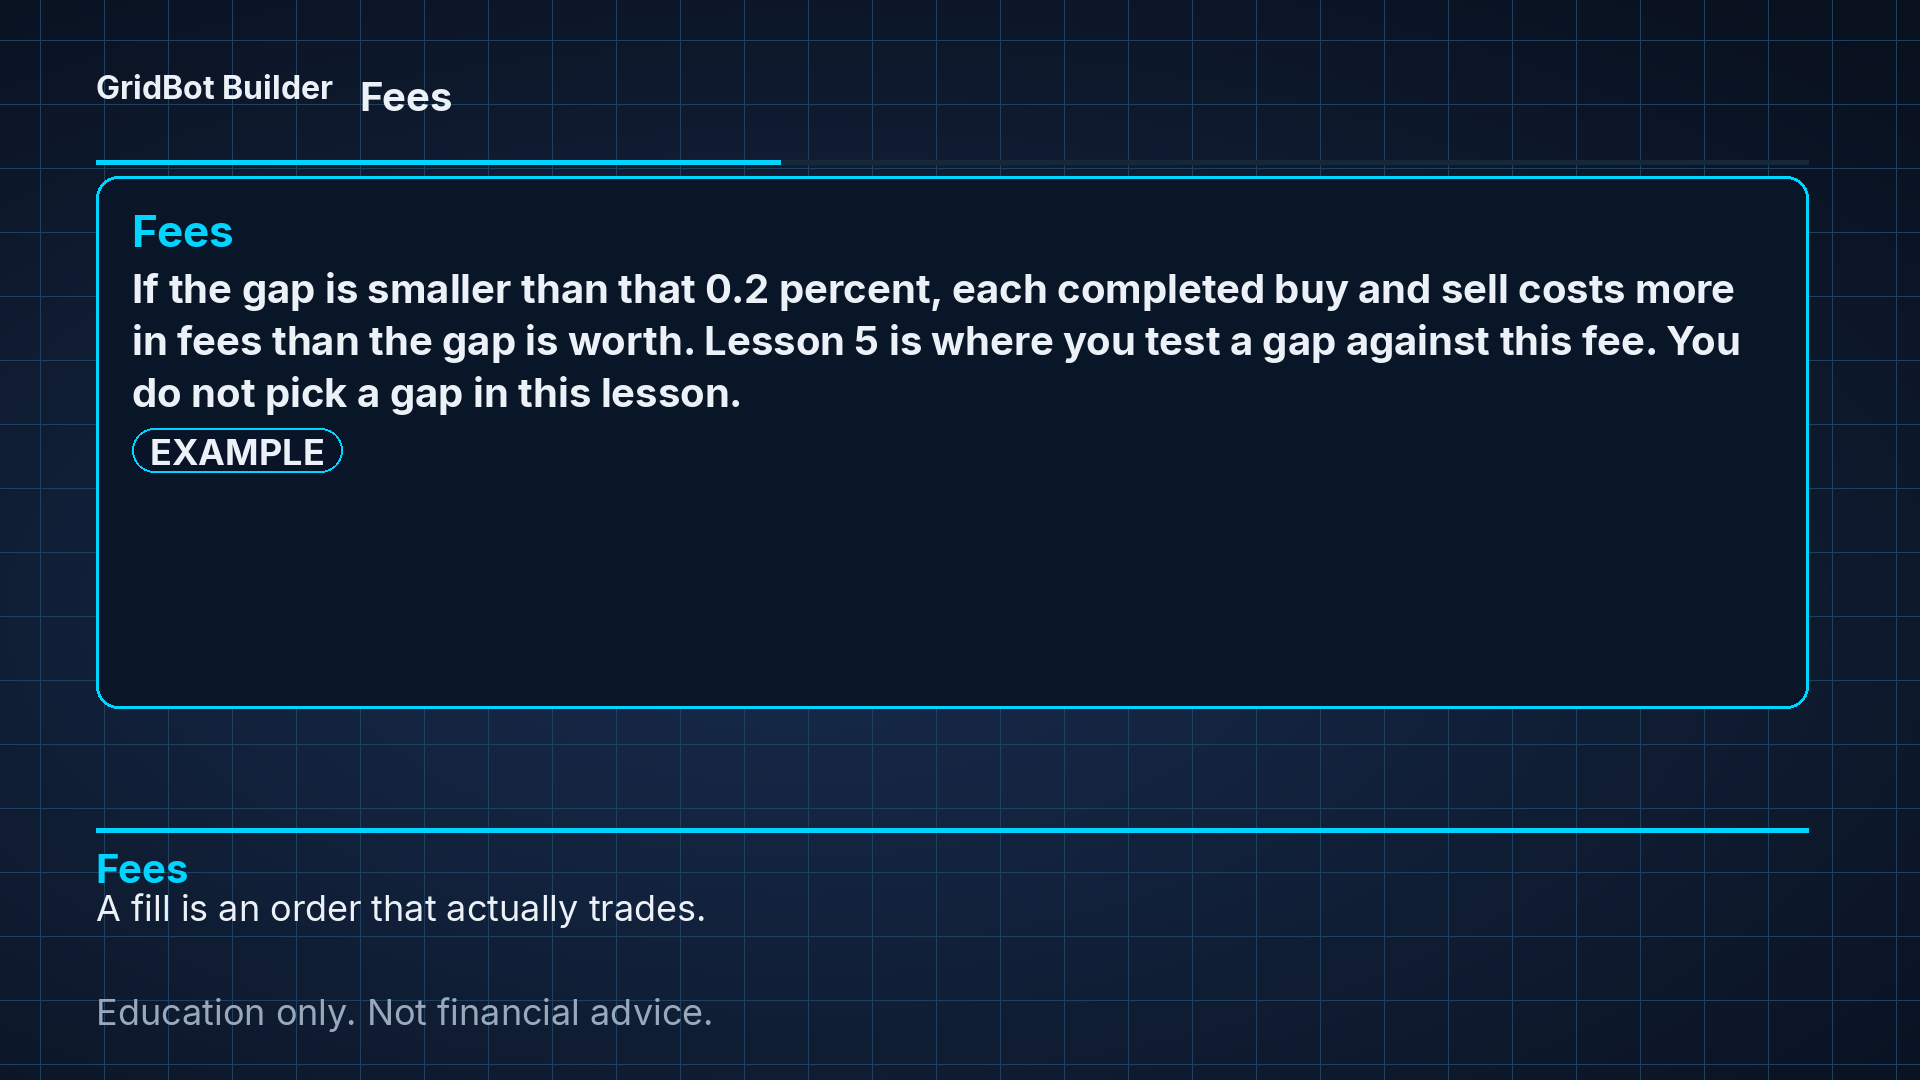 GridBot Builder
Fees
Fees
If the gap is smaller than that 0.2 percent, each completed buy and sell costs more
in fees than the gap is worth. Lesson 5 is where you test a gap against this fee. You
do not pick a gap in this lesson.
EXAMPLE
Fees
A fill is an order that actually trades.
Education only. Not financial advice.